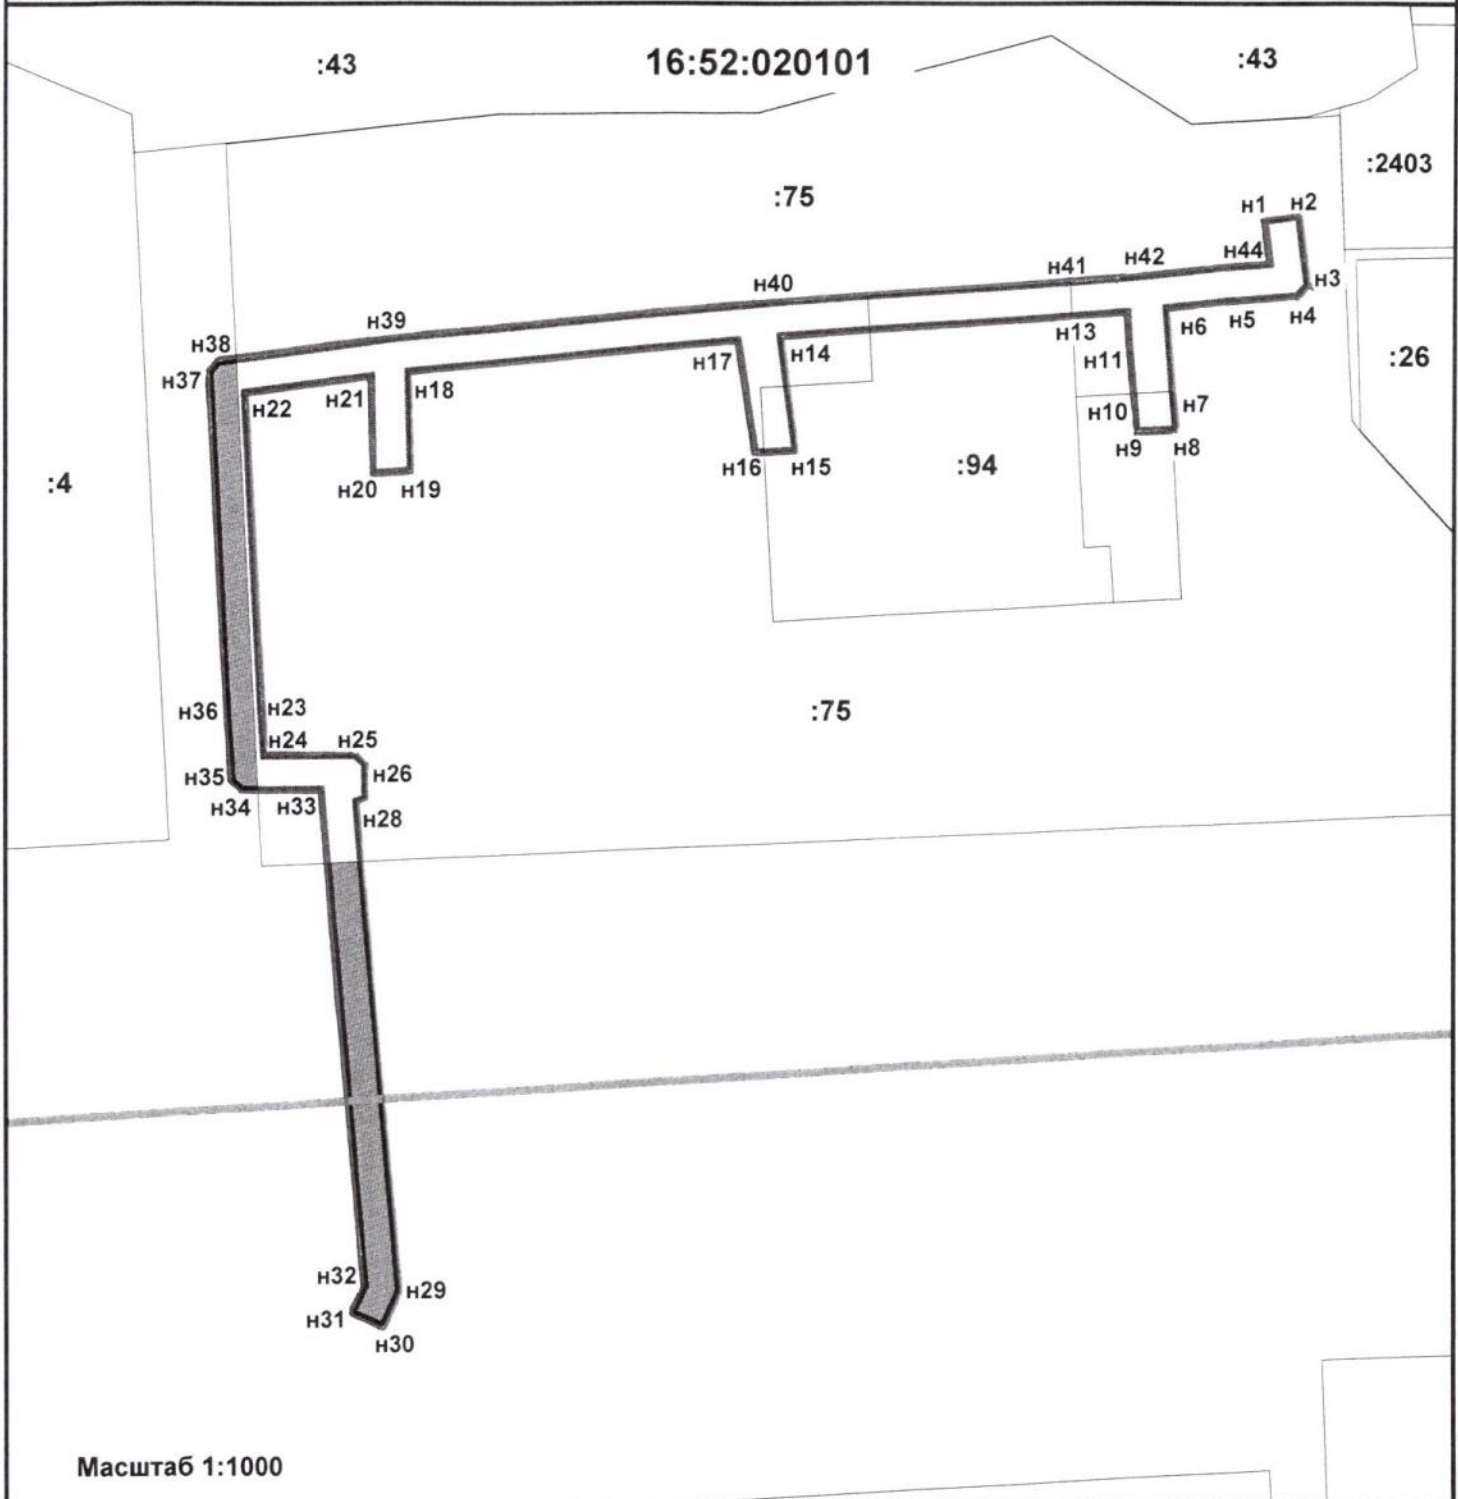 :43
16:52:020101
:43
:2403
:75
н1
н2
н44
н42
н41
н3
н40
н4
н5
н6
н13
н39
н38
н14
н17
н11
:26
н37
н18
н21
н22
н7
н10
н9
н8
н16
н15
:94
:4
н20
н19
н36
н23
:75
н24
н25
н35
н26
н34
н33
н28
н32
н29
н31
н30
Масштаб 1:1000